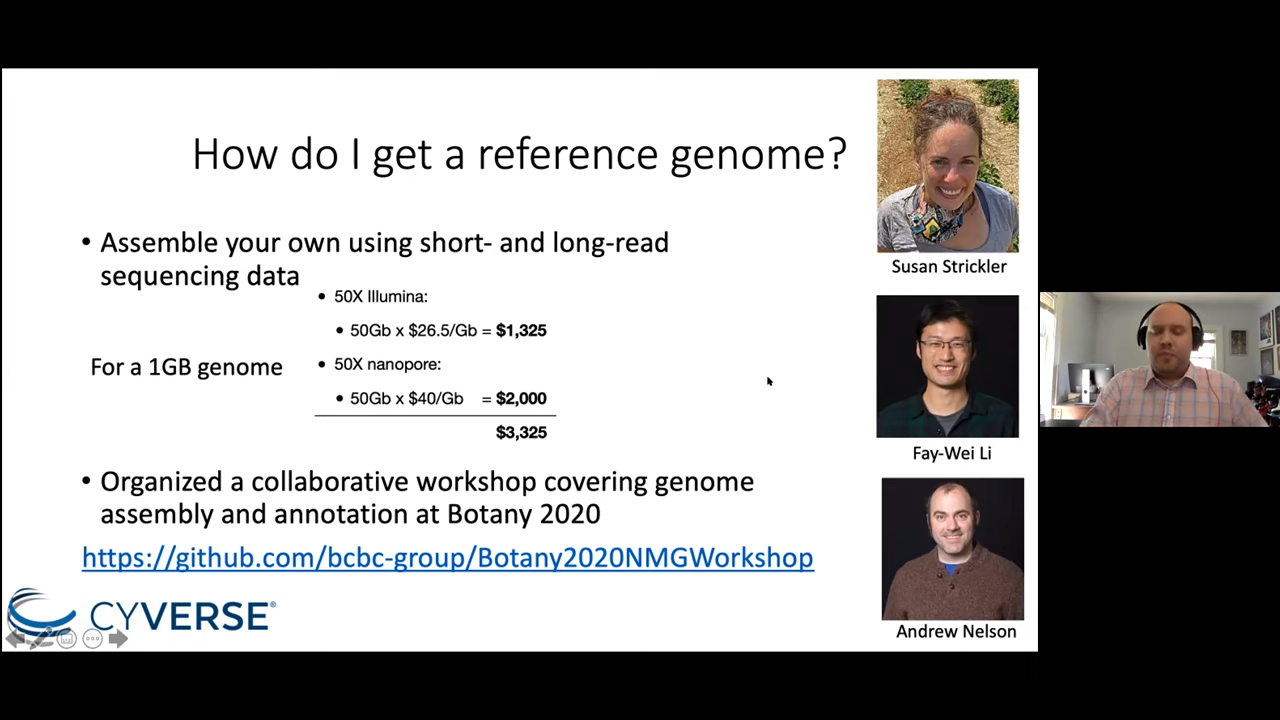 How do I get a reference genome?
• Assemble your own using short- and long-read
sequencing data
• 50X Illumina:
• 50Gb x $26.5/Gb = $1,325
For a 1GB genome
• 50X nanopore:
• 50Gb x $40/Gb = $2,000
$3,325
• Organized a collaborative workshop covering genome
assembly and annotation at Botany 2020
https://github.com/bcbc-group/Botany2020NMGWorkshop
CYVERSE®
Susan Strickler
Fay-Wei Li
Andrew Nelson